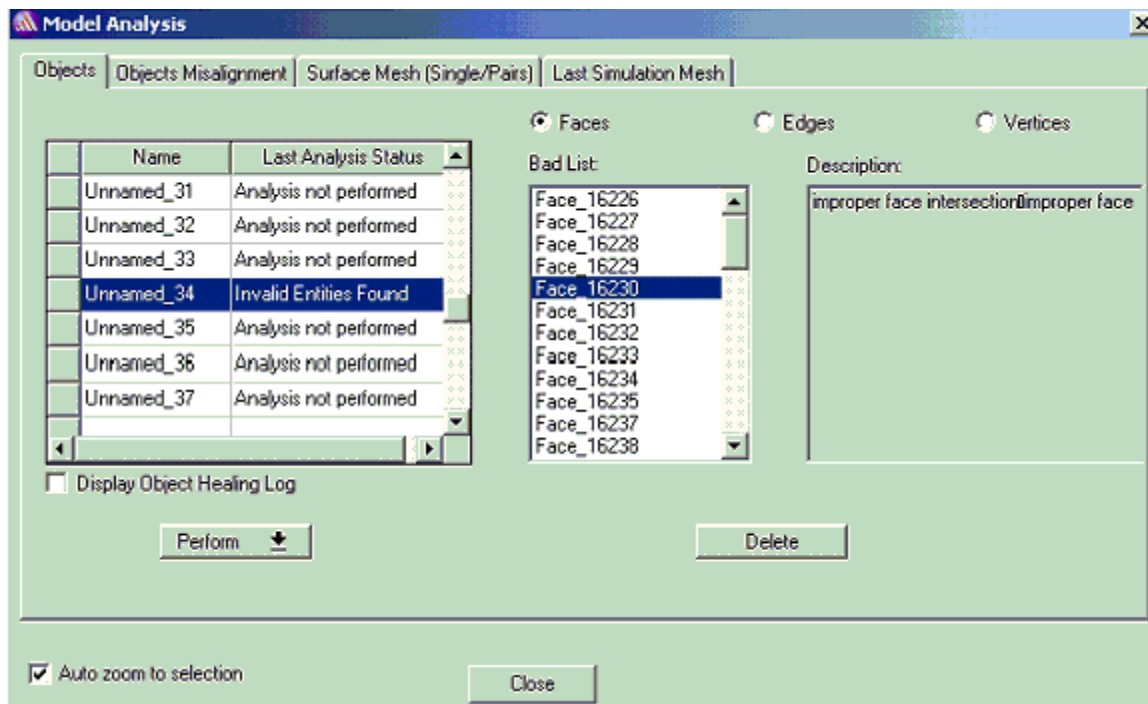 Model Analysis
Objects
Objects Misalignment
Surface Mesh (Single/Pairs)
Last Simulation Mesh
Faces
Edges
Vertices
Name Last Analysis Status
Unnamed_31 Analysis not performed
Unnamed_32 Analysis not performed
Unnamed_33 Analysis not performed
Unnamed_34 Invalid Entities Found
Unnamed_35 Analysis not performed
Unnamed_36 Analysis not performed
Unnamed_37 Analysis not performed
Display Object Healing Log
Perform
Bad List:
Face_16226
Face_16227
Face_16228
Face_16229
Face_16230
Face_16231
Face_16232
Face_16233
Face_16234
Face_16235
Face_16237
Face_16238
Description:
improper face intersection▯improper face
Delete
Auto zoom to selection
Close